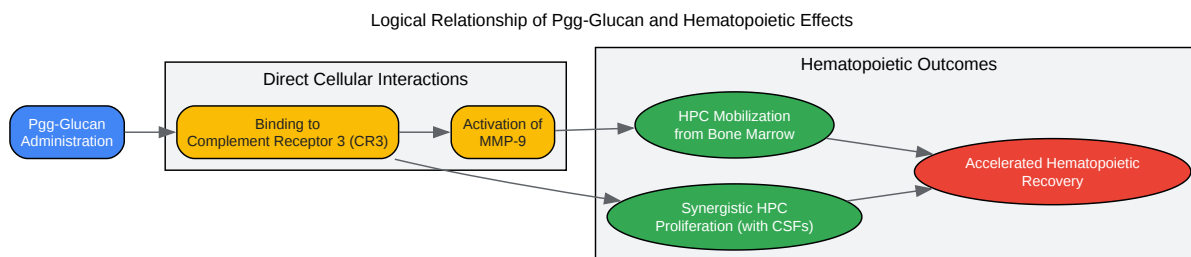 Logical Relationship of Pgg-Glucan and Hematopoietic Effects
Direct Cellular Interactions
Hematopoietic Outcomes
Pgg-Glucan
Administration
Binding to
Complement Receptor 3 (CR3)
Activation of
MMP-9
HPC Mobilization
from Bone Marrow
Synergistic HPC
Proliferation (with CSFs)
Accelerated Hematopoietic
Recovery